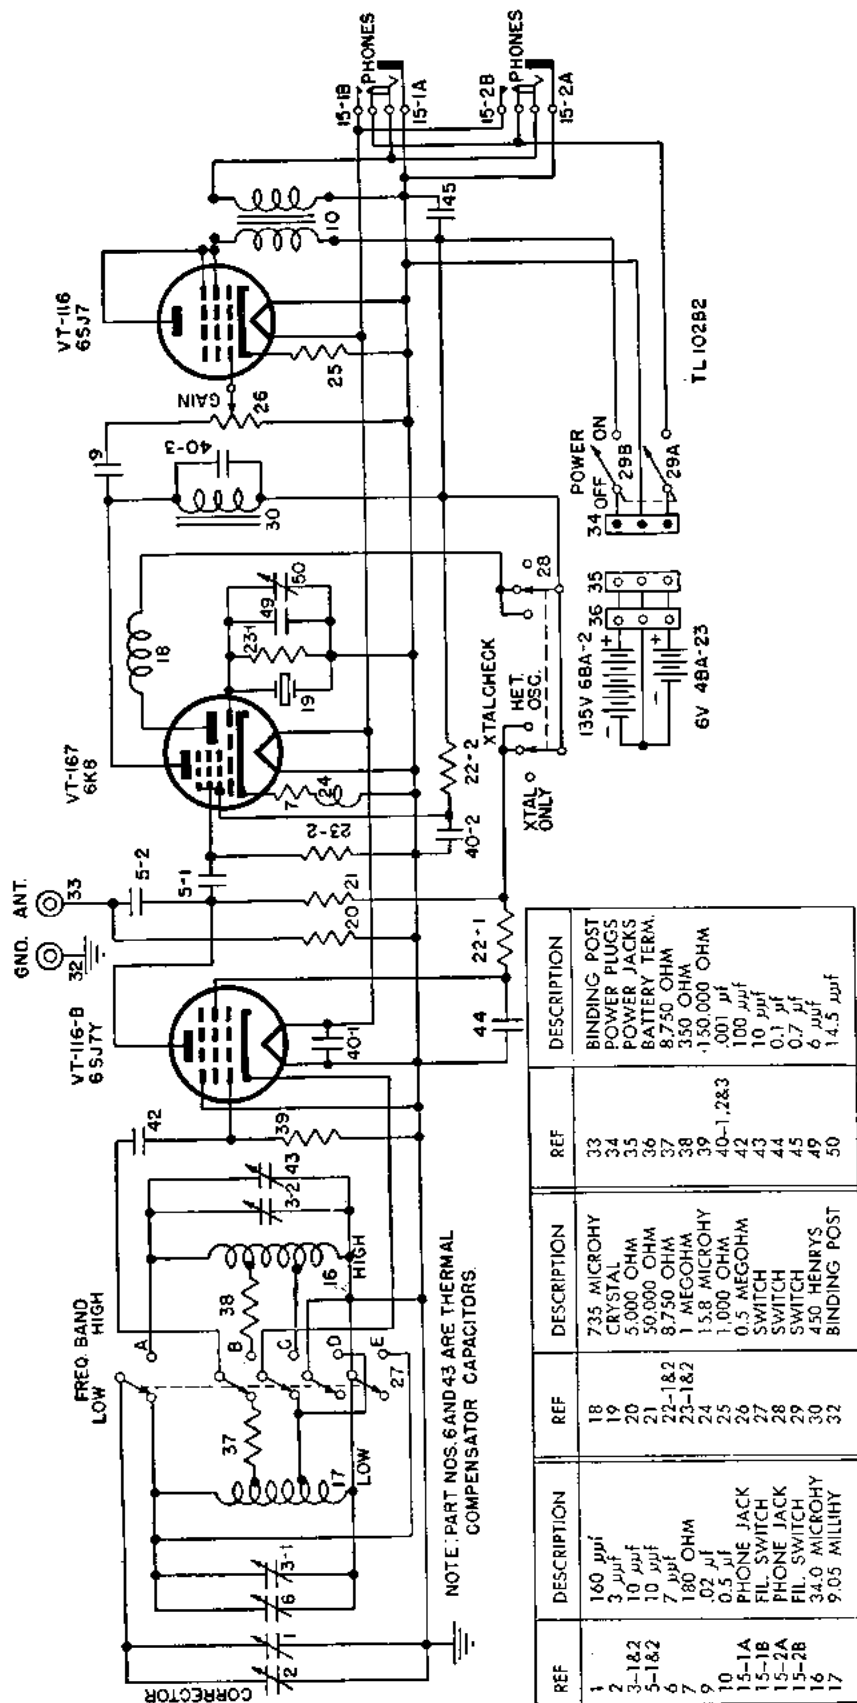 CORRECTOR
FREQ. BAND
LOW HIGH
A
B
C
D
E
27
2
1
6
3-1
17
LOW
37
38
16
HIGH
3-2
43
42
39
NOTE: PART NOS. 6 AND 43 ARE THERMAL
COMPENSATOR CAPACITORS.
VT-116-B
6SJ7Y
40-1
44
22-1
GND. ANT.
32
33
5-2
5-1
20
21
23-2
VT-167
6K8
7
24
40-2
22-2
18
19
23-1
49
50
30
40-3
9
GAIN
26
25
VT-116
6SJ7
10
45
XTAL CHECK
XTAL
ONLY
HET.
OSC.
28
135V 6BA-2
6V 4BA-23
+
-
+
-
36
35
34
POWER
OFF ON
29B
29A
TL 102B2
15-1B
PHONES
15-1A
15-2B
PHONES
15-2A
REF DESCRIPTION REF DESCRIPTION REF DESCRIPTION
1 160 µµf 18 735 MICROHY 33 BINDING POST
2 3 µµf 19 CRYSTAL 34 POWER PLUGS
3-1&2 10 µµf 20 5,000 OHM 35 POWER JACKS
5-1&2 10 µµf 21 50,000 OHM 36 BATTERY TERM.
6 7 µµf 22-1&2 8,750 OHM 37 8,750 OHM
7 180 OHM 23-1&2 1 MEGOHM 38 350 OHM
9 .02 µf 24 15.8 MICROHY 39 150,000 OHM
10 0.5 µf 25 1,000 OHM 40-1,2&3 .001 µf
15-1A PHONE JACK 26 0.5 MEGOHM 42 100 µµf
15-1B FIL. SWITCH 27 SWITCH 43 10 µµf
15-2A PHONE JACK 28 SWITCH 44 0.1 µf
15-2B FIL. SWITCH 29 SWITCH 45 0.7 µf
16 34.0 MICROHY 30 450 HENRYS 49 6 µµf
17 9.05 MILLIHY 32 BINDING POST 50 14.5 µµf